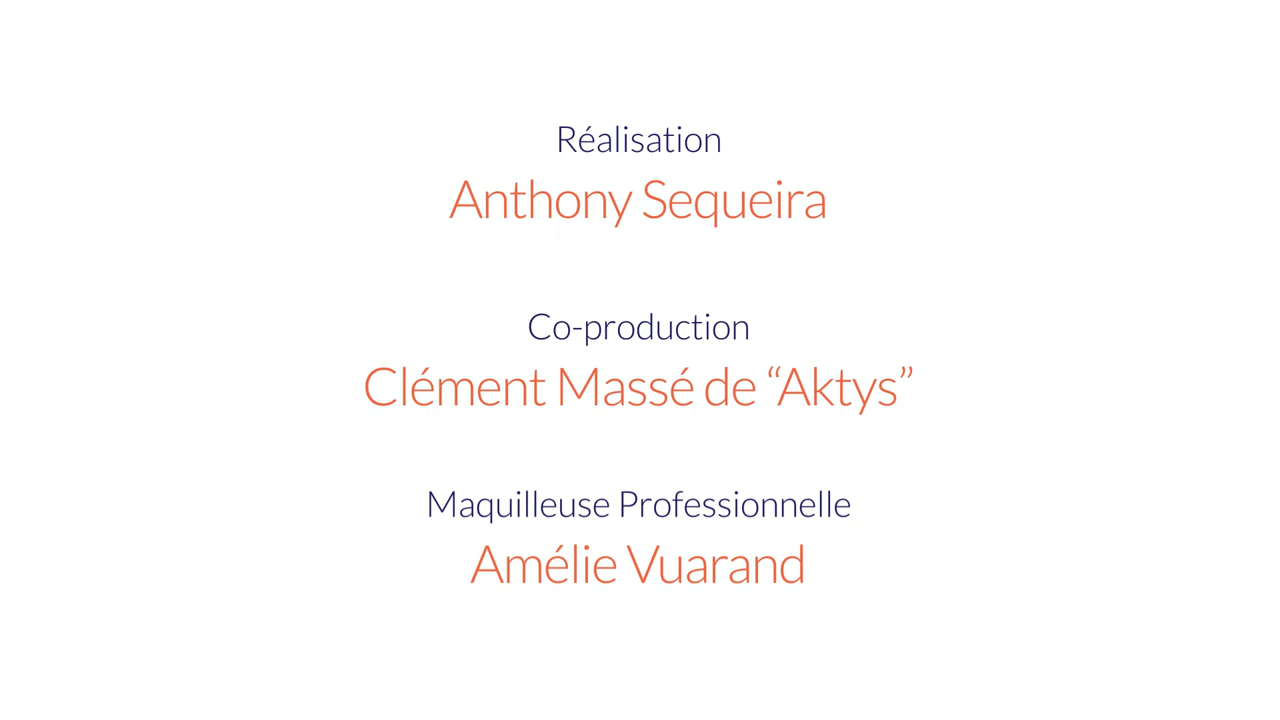 Réalisation
Anthony Sequeira
Co-production
Clément Massé de “Aktys”
Maquilleuse Professionnelle
Amélie Vuarand